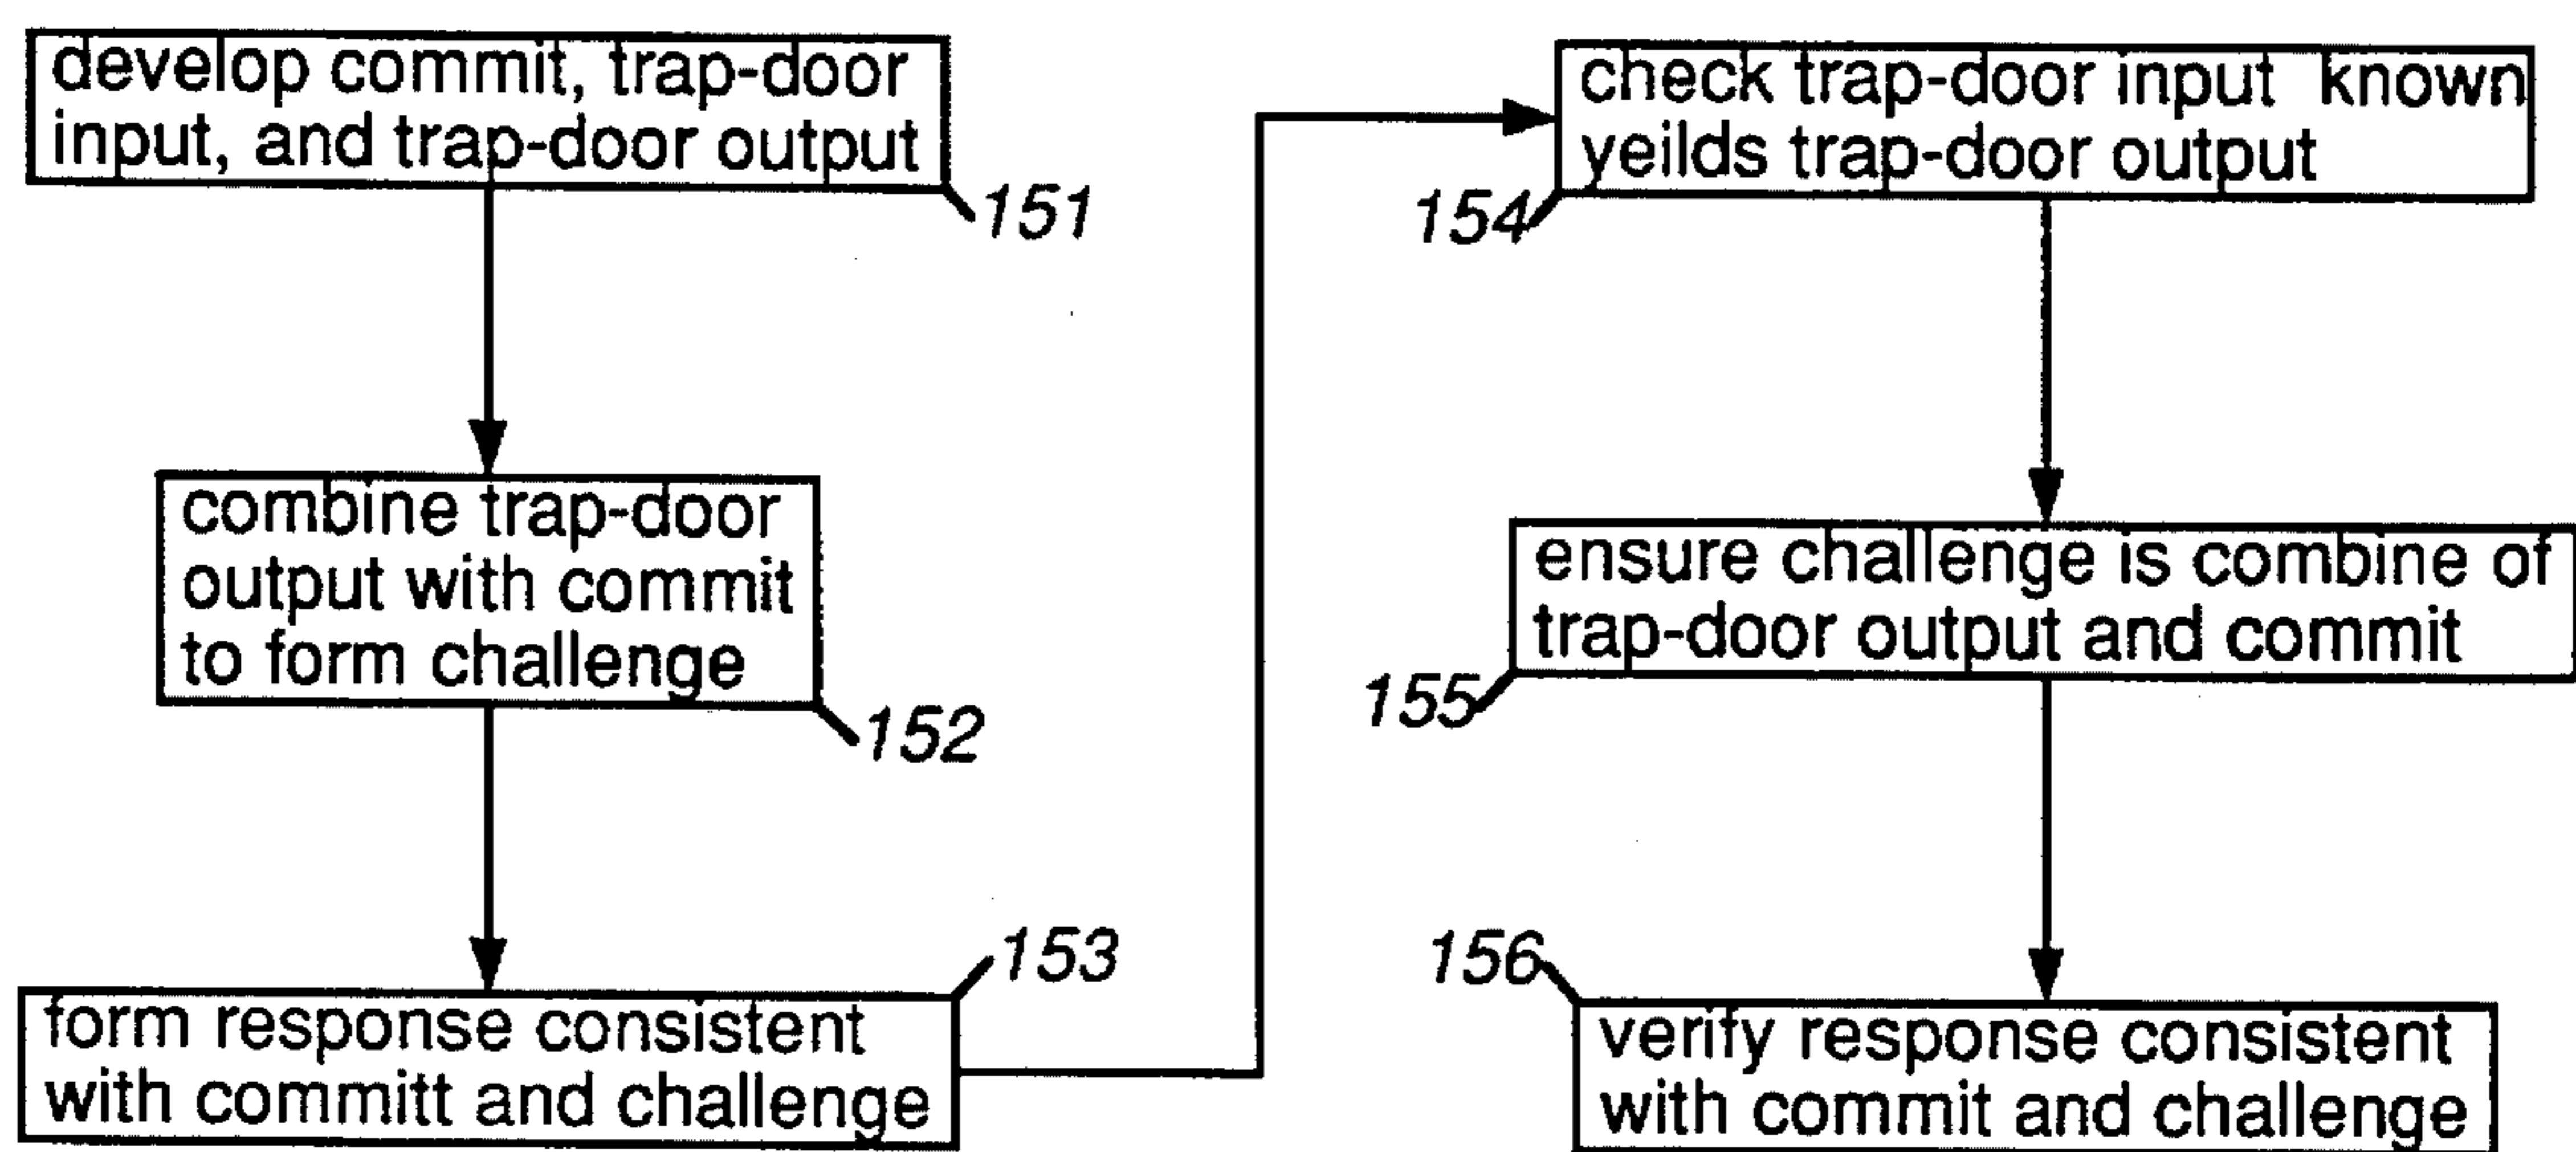 develop commit, trap-door
input, and trap-door output
151
combine trap-door
output with commit
to form challenge
152
153
form response consistent
with committ and challenge
check trap-door input known
yeilds trap-door output
154
ensure challenge is combine of
trap-door output and commit
155
156
verify response consistent
with commit and challenge